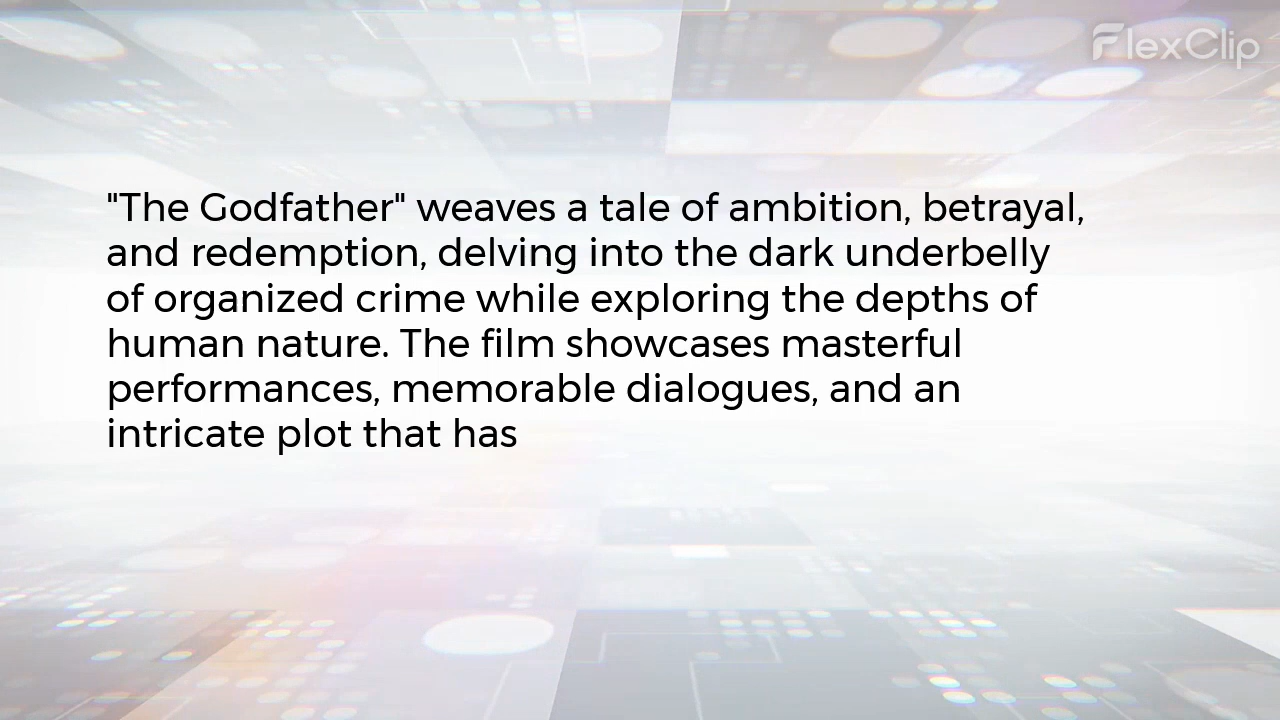 FlexClip
"The Godfather" weaves a tale of ambition, betrayal,
and redemption, delving into the dark underbelly
of organized crime while exploring the depths of
human nature. The film showcases masterful
performances, memorable dialogues, and an
intricate plot that has